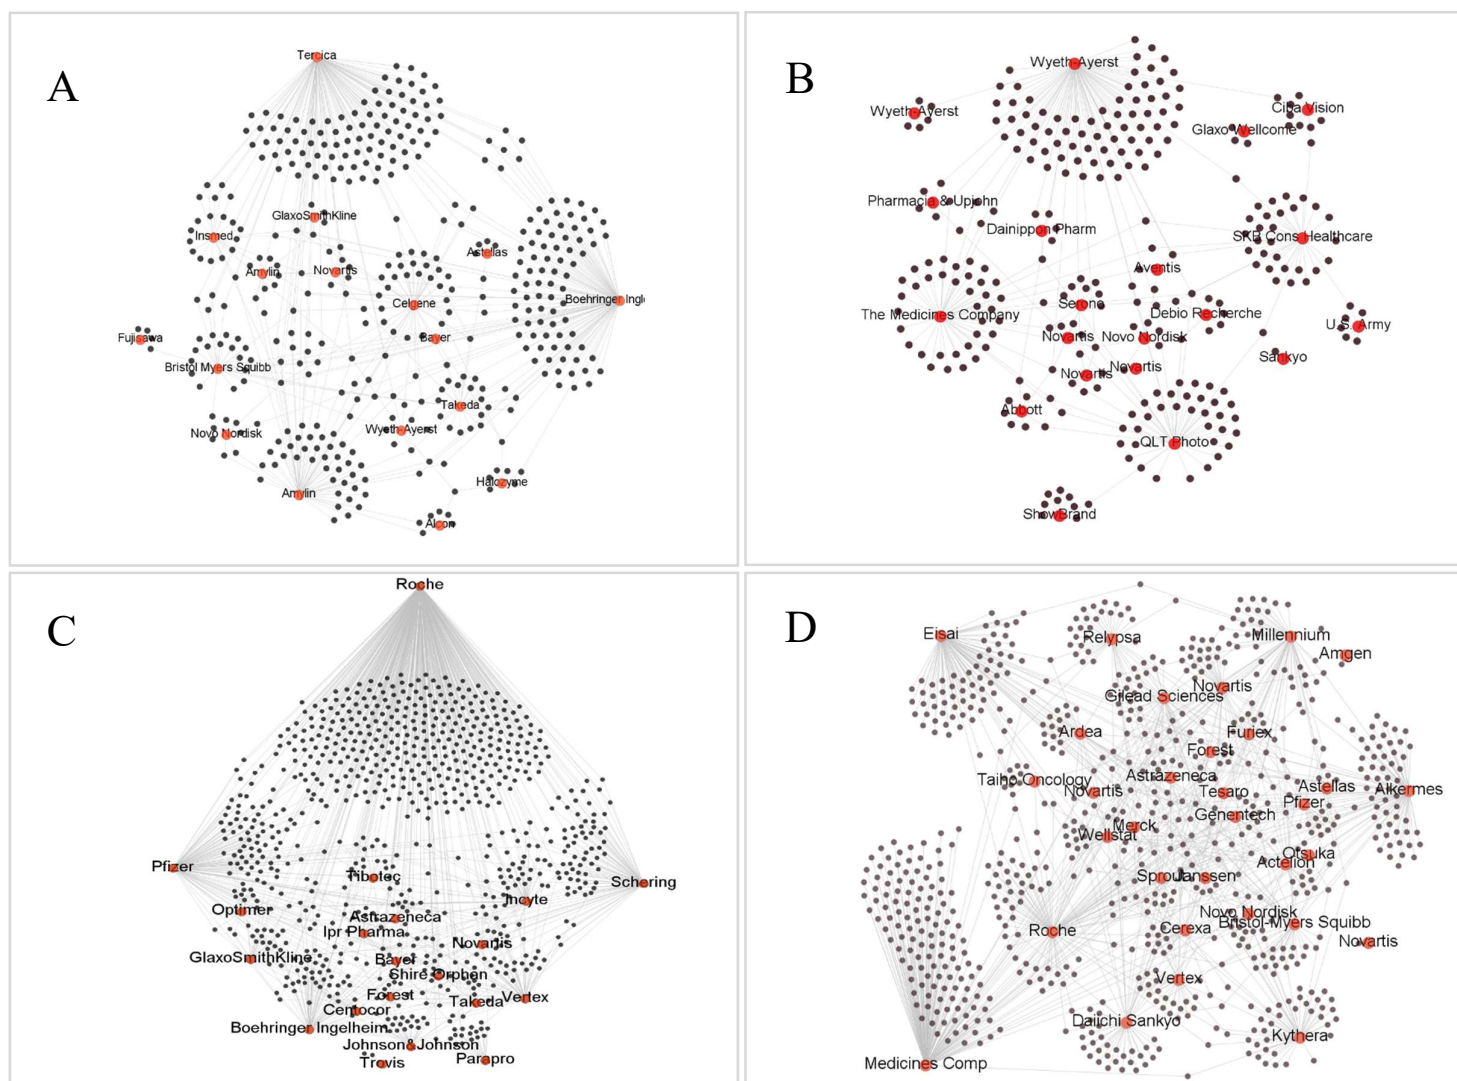 A
Tercica
GlaxoSmithKline
Insmed
Astellas
Amylin
Novartis
Celgene
Boehringer Ingl
Fujisawa
Bayer
Bristol Myers Squibb
Takeda
Novo Nordisk
Wyeth-Ayerst
Halozyme
Amylin
Alcon
B
Wyeth-Ayerst
Wyeth-Ayerst
Ciba Vision
Glaxo Wellcome
Pharmacia & Upjohn
Dainippon Pharm
SKB Cons Healthcare
Aventis
Serono
The Medicines Company
Debio Recherche
U.S. Army
Novartis
Novo Nordisk
Sankyo
Novartis
Novartis
Abbott
QLT Photo
ShowBrand
C
Roche
Pfizer
Tibotec
Schering
Incyte
Optimer
Astrazeneca
Ipr Pharma
Novartis
GlaxoSmithKline
Bayer
Shire Orphan
Forest
Takeda
Vertex
Centocor
Boehringer Ingelheim
Johnson&Johnson
Parapro
Trovis
D
Eisai
Relypsa
Millennium
Amgen
Novartis
Gilead Sciences
Ardea
Furiex
Forest
Taiho Oncology
Astrazeneca
Novartis
Tesaro
Astellas
Alkermes
Pfizer
Genentech
Merck
Wellstat
Otsuka
Actelion
Sprout
Janssen
Novo Nordisk
Bristol-Myers Squibb
Roche
Cerexa
Novartis
Vertex
Daiichi Sankyo
Kythera
Medicines Comp